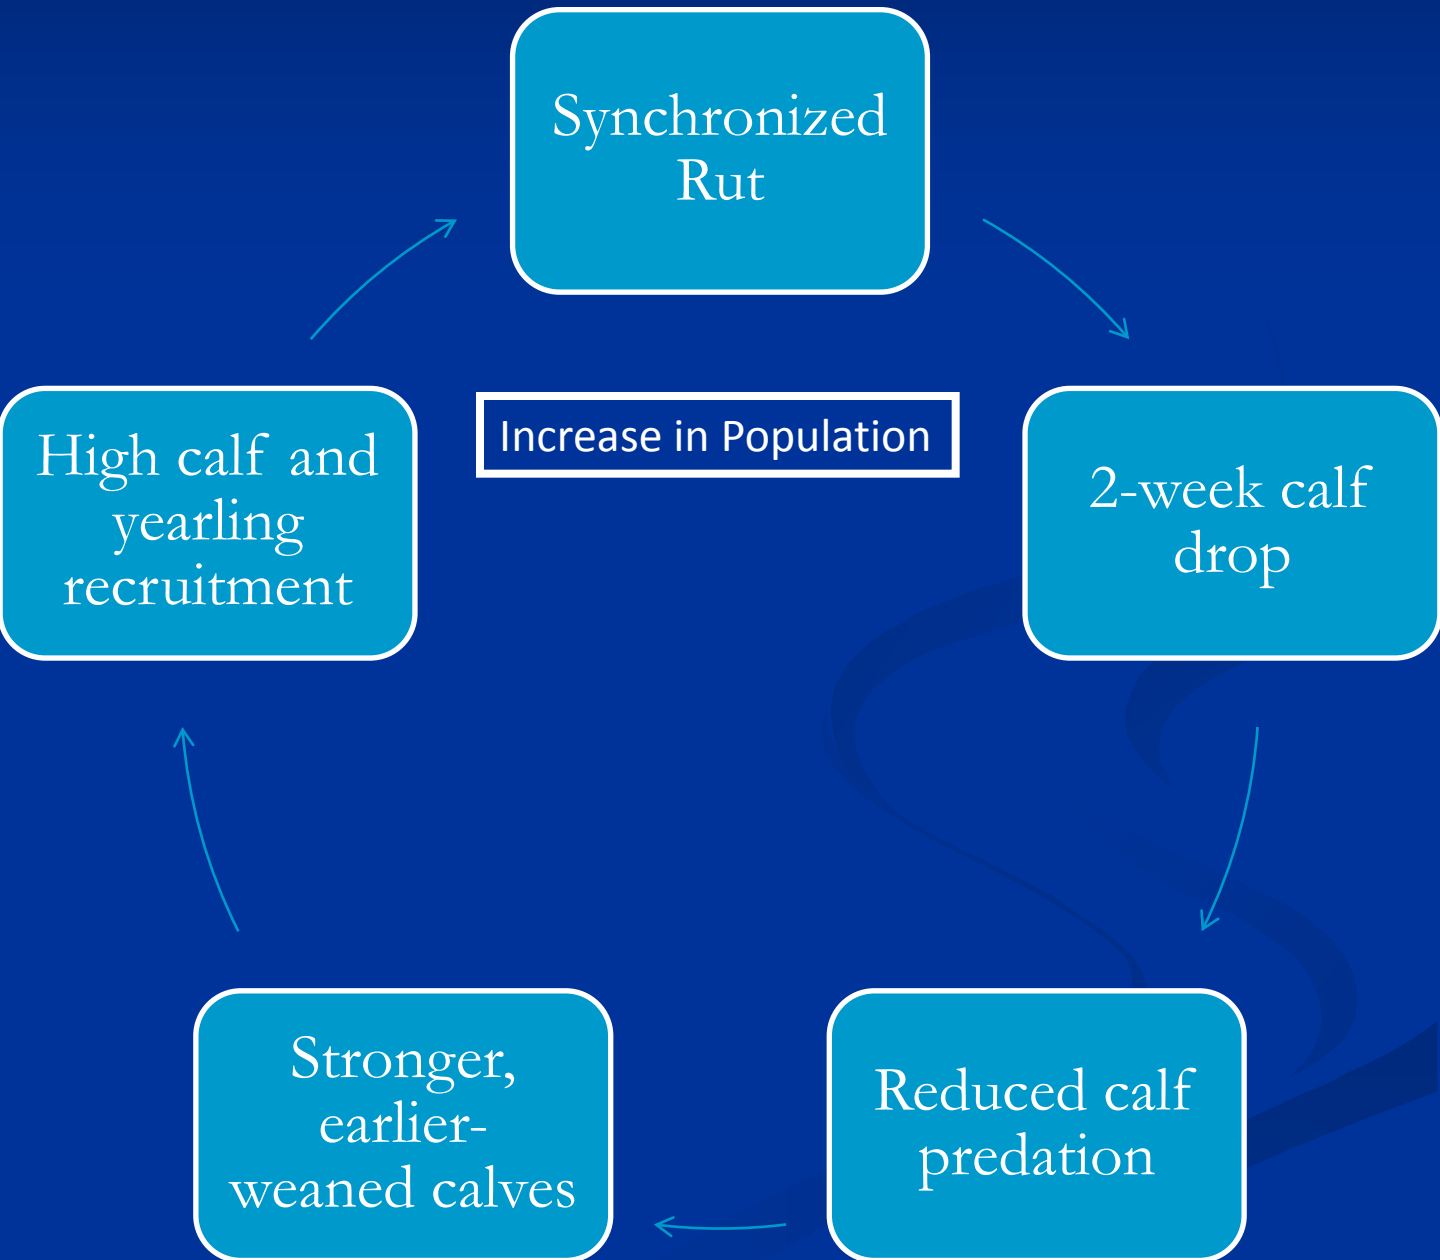 Synchronized
Rut
Increase in Population
2-week calf
drop
Reduced calf
predation
Stronger,
earlier-
weaned calves
High calf and
yearling
recruitment